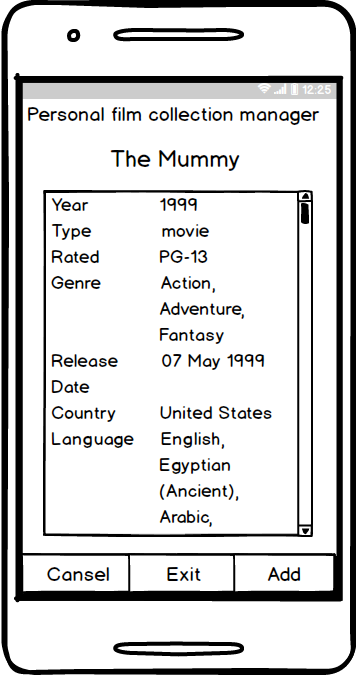 12:25
Personal film collection manager
The Mummy
Year 1999
Type movie
Rated PG-13
Genre Action,
Adventure,
Fantasy
Release 07 May 1999
Date
Country United States
Language English,
Egyptian
(Ancient),
Arabic,
Cansel Exit Add